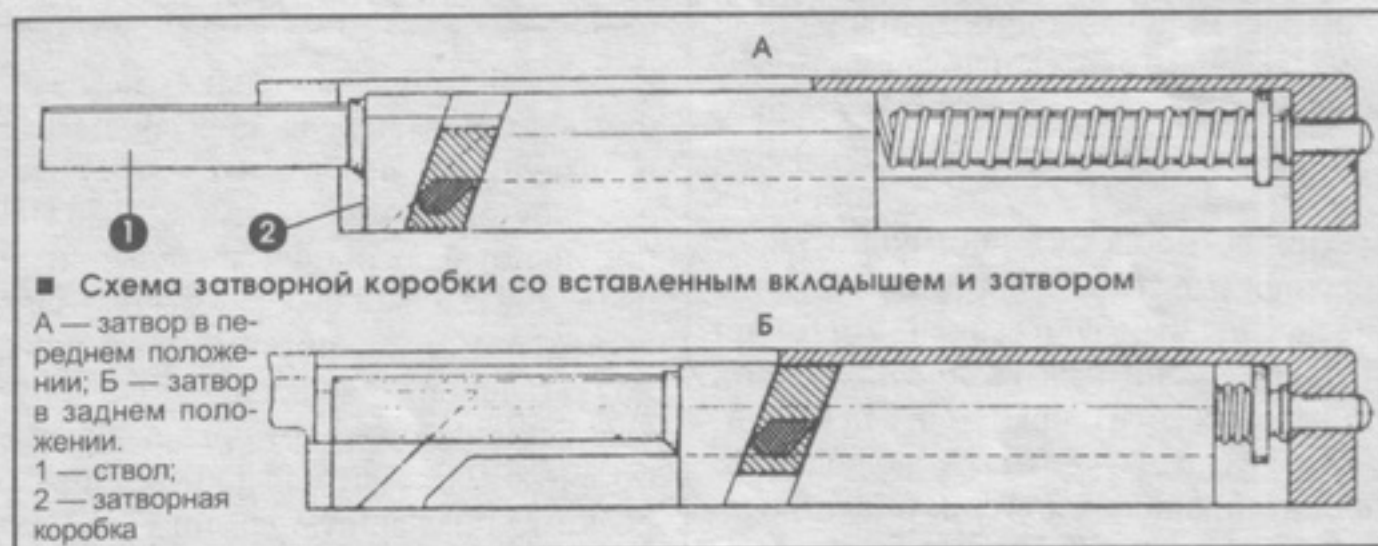 А
1
2
■ Схема затворной коробки со вставленным вкладышем и затвором
А — затвор в пе-
реднем положе-
нии; Б — затвор
в заднем поло-
жении.
1 — ствол;
2 — затворная
коробка
Б